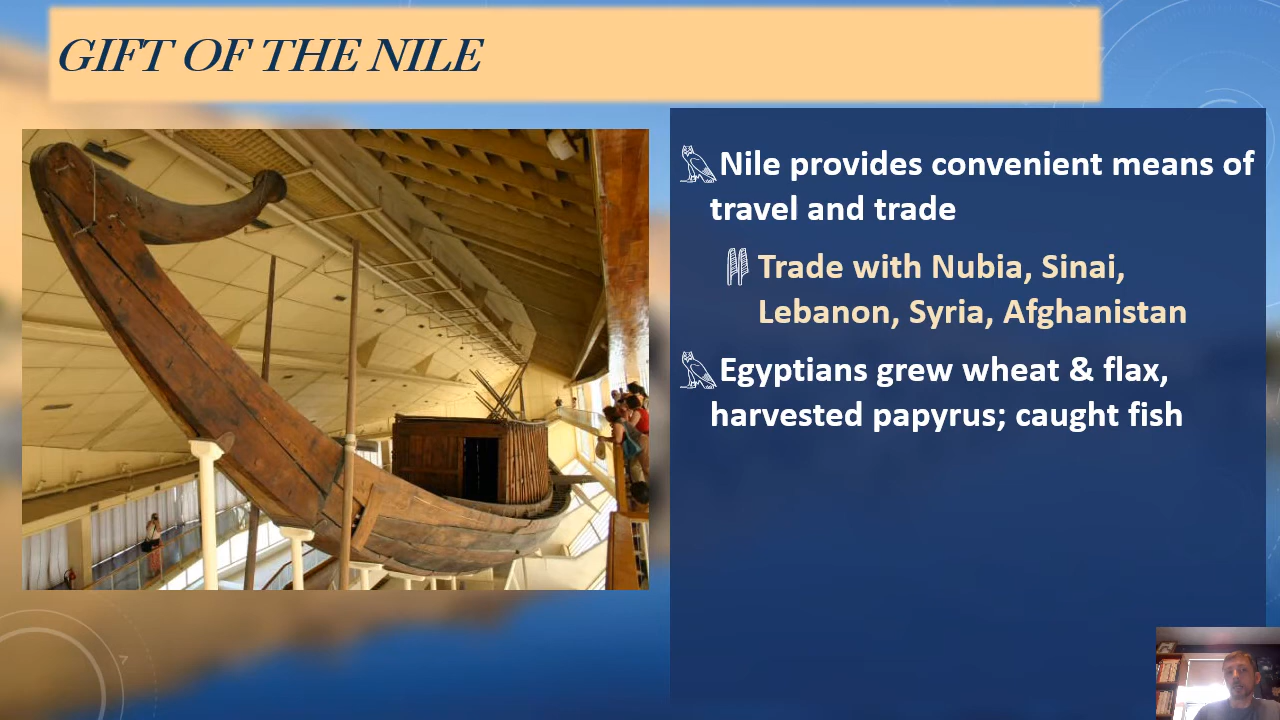 GIFT OF THE NILE
Nile provides convenient means of
travel and trade
Trade with Nubia, Sinai,
Lebanon, Syria, Afghanistan
Egyptians grew wheat & flax,
harvested papyrus; caught fish